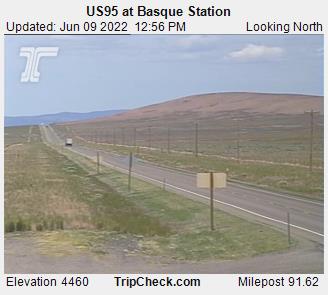 US95 at Basque Station
Updated: Jun 09 2022 12:56 PM Looking North
Elevation 4460 TripCheck.com Milepost 91.62